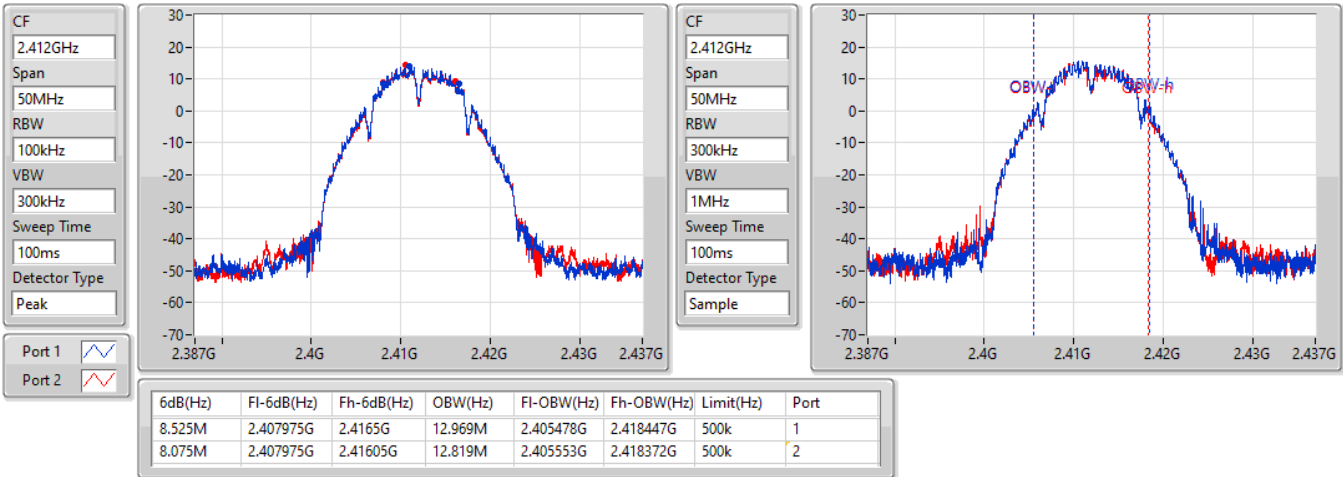 CF
2.412GHz
Span
50MHz
RBW
100kHz
VBW
300kHz
Sweep Time
100ms
Detector Type
Peak
Port 1
Port 2
30
20
10
0
-10
-20
-30
-40
-50
-60
-70
2.387G 2.4G 2.41G 2.42G 2.43G 2.437G
CF
2.412GHz
Span
50MHz
RBW
300kHz
VBW
1MHz
Sweep Time
100ms
Detector Type
Sample
30
20
10
0
-10
-20
-30
-40
-50
-60
-70
OBW OBW-h
2.387G 2.4G 2.41G 2.42G 2.43G 2.437G
6dB(Hz) Fl-6dB(Hz) Fh-6dB(Hz) OBW(Hz) Fl-OBW(Hz) Fh-OBW(Hz) Limit(Hz) Port
8.525M 2.407975G 2.4165G 12.969M 2.405478G 2.418447G 500k 1
8.075M 2.407975G 2.41605G 12.819M 2.405553G 2.418372G 500k 2